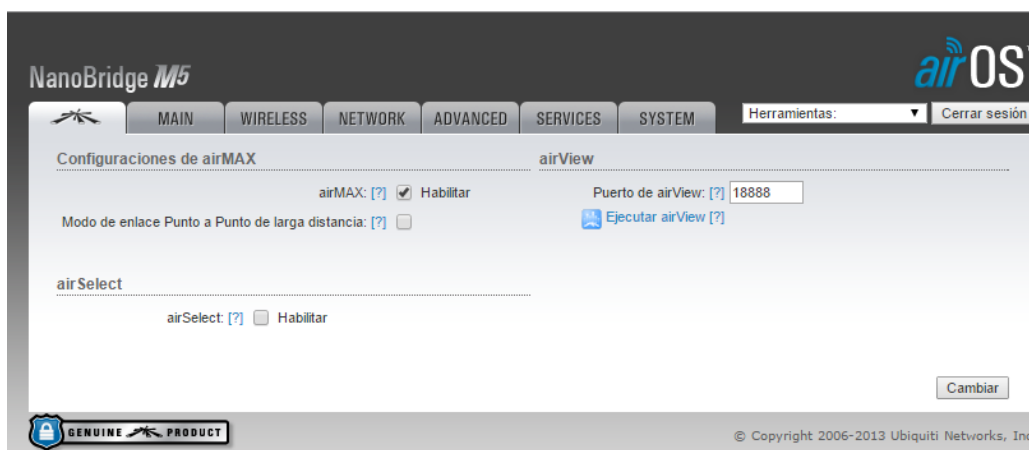 NanoBridge M5
airOS
MAIN WIRELESS NETWORK ADVANCED SERVICES SYSTEM Herramientas: Cerrar sesión
Configuraciones de airMAX
airMAX: [?] Habilitar
Modo de enlace Punto a Punto de larga distancia: [?]
airView
Puerto de airView: [?] 18888
Ejecutar airView [?]
airSelect
airSelect: [?] Habilitar
Cambiar
GENUINE PRODUCT
© Copyright 2006-2013 Ubiquiti Networks, Inc